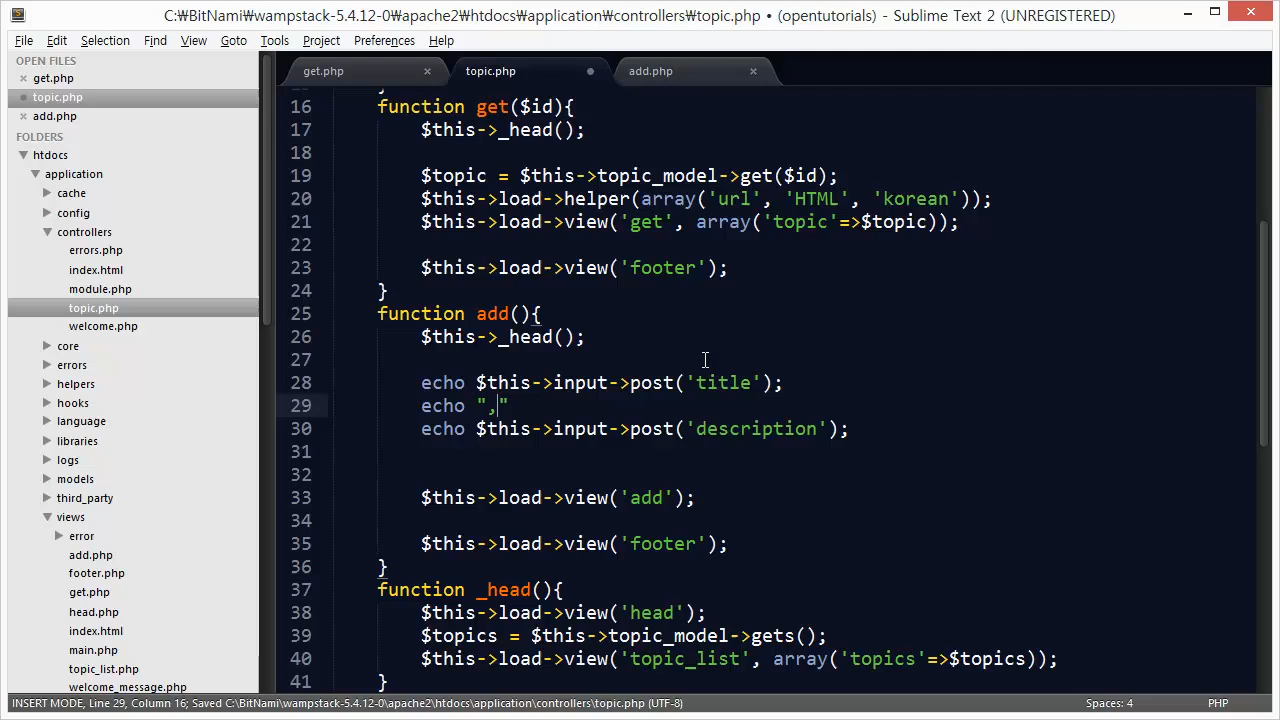 C:₩BitNami₩wampstack-5.4.12-0₩apache2₩htdocs₩application₩controllers₩topic.php • (opentutorials) - Sublime Text 2 (UNREGISTERED)
File Edit Selection Find View Goto Tools Project Preferences Help
OPEN FILES
get.php
topic.php
add.php
FOLDERS
htdocs
application
cache
config
controllers
errors.php
index.html
module.php
topic.php
welcome.php
core
errors
helpers
hooks
language
libraries
logs
models
third_party
views
error
add.php
footer.php
get.php
head.php
index.html
main.php
topic_list.php
welcome_message.php
get.php topic.php add.php
16 function get($id){
17 $this->_head();
18
19 $topic = $this->topic_model->get($id);
20 $this->load->helper(array('url', 'HTML', 'korean'));
21 $this->load->view('get', array('topic'=>$topic));
22
23 $this->load->view('footer');
24 }
25 function add(){
26 $this->_head();
27
28 echo $this->input->post('title');
29 echo ","
30 echo $this->input->post('description');
31
32
33 $this->load->view('add');
34
35 $this->load->view('footer');
36 }
37 function _head(){
38 $this->load->view('head');
39 $topics = $this->topic_model->gets();
40 $this->load->view('topic_list', array('topics'=>$topics));
41 }
INSERT MODE, Line 29, Column 16; Saved C:\BitNami\wampstack-5.4.12-0\apache2\htdocs\application\controllers\topic.php (UTF-8) Spaces: 4 PHP